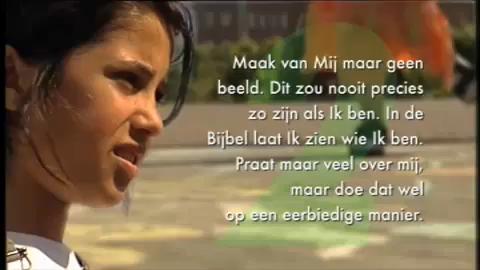 Maak van Mij maar geen
beeld. Dit zou nooit precies
zo zijn als Ik ben. In de
Bijbel laat Ik zien wie Ik ben.
Praat maar veel over mij,
maar doe dat wel
op een eerbiedige manier.